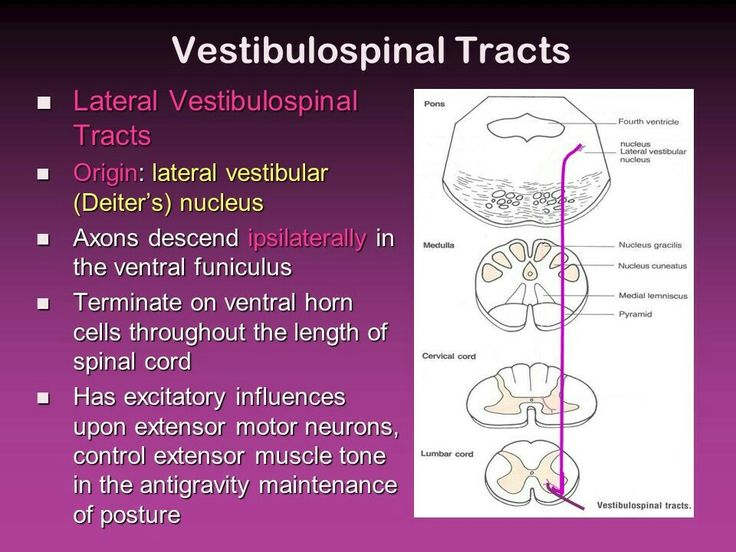 Vestibulospinal Tracts
■ Lateral Vestibulospinal
Tracts
■ Origin: lateral vestibular
(Deiter's) nucleus
■ Axons descend ipsilaterally in
the ventral funiculus
■ Terminate on ventral horn
cells throughout the length of
spinal cord
■ Has excitatory influences
upon extensor motor neurons,
control extensor muscle tone
in the antigravity maintenance
of posture
Pons
Fourth ventricle
nucleus
Lateral vestibular
nucleus
Medulla
Nucleus gracilis
Nucleus cuneatus
Medial lemniscus
Pyramid
Cervical cord
Lumbar cord
Vestibulospinal tracts.